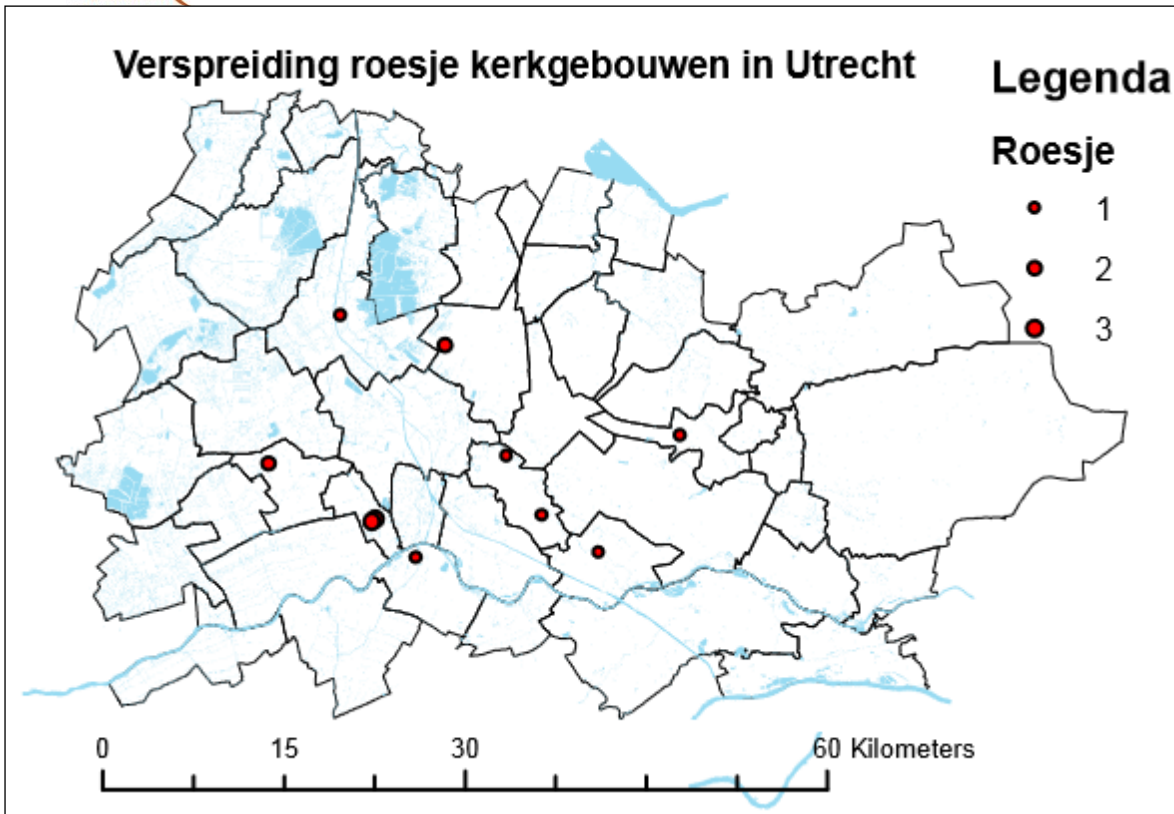 Verspreiding roesje kerkgebouwen in Utrecht
Legenda
Roesje
1
2
3
0 15 30 60 Kilometers